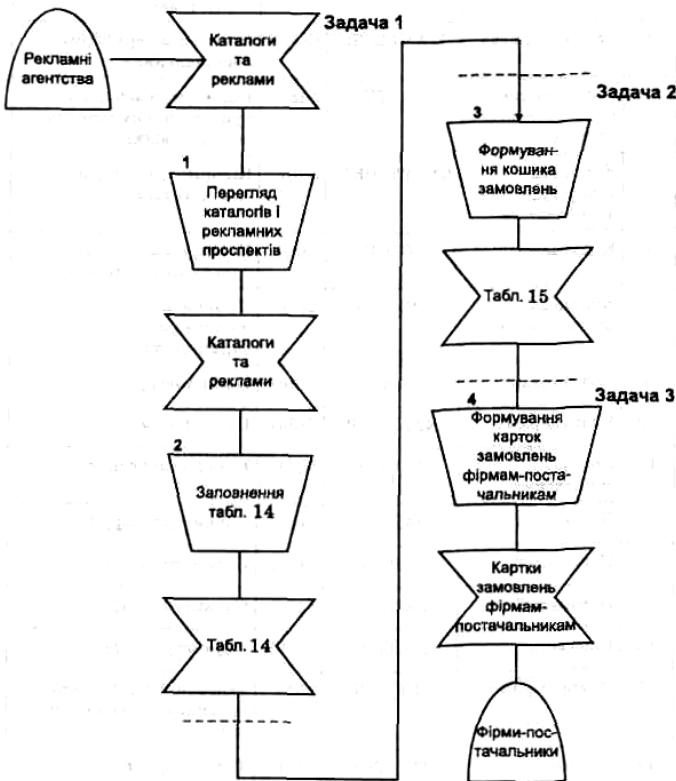 Задача 1
Рекламні
агентства
Каталоги
та
реклами
1
Перегляд
каталогів і
рекламних
проспектів
Каталоги
та
реклами
2
Заповнення
табл. 14
Табл. 14
Задача 2
3
Формуван-
ня кошика
замовлень
Табл. 15
Задача 3
4
Формування
карток
замовлень
фірмам-поста-
чальникам
Картки
замовлень
фірмам-
постачальникам
Фірми-пос-
тачальники